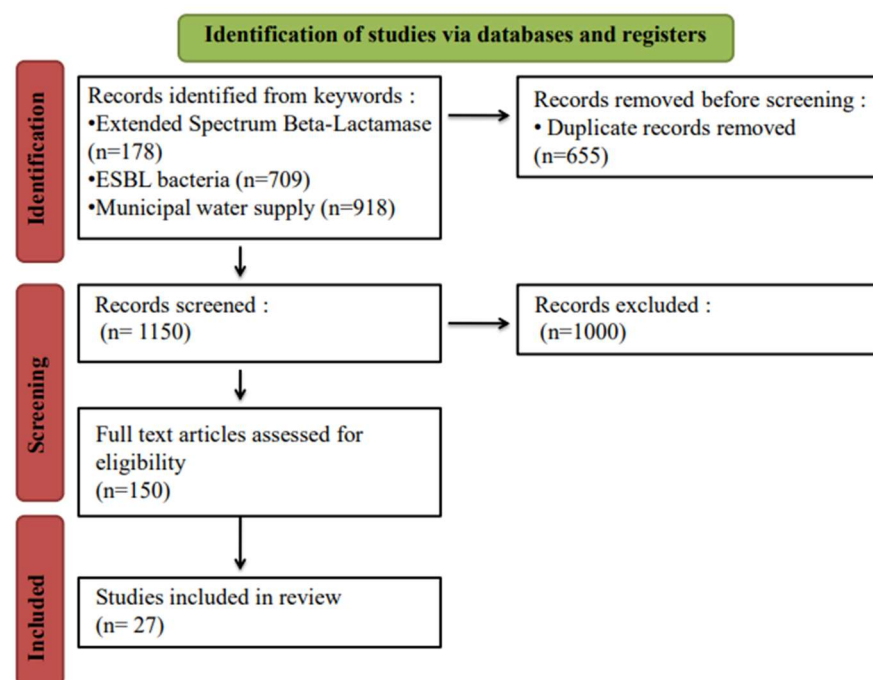 Identification of studies via databases and registers
Identification
Records identified from keywords :
•Extended Spectrum Beta-Lactamase
(n=178)
•ESBL bacteria (n=709)
•Municipal water supply (n=918)
Records removed before screening :
• Duplicate records removed
(n=655)
Screening
Records screened :
(n= 1150)
Records excluded :
(n=1000)
Full text articles assessed for
eligibility
(n=150)
Included
Studies included in review
(n= 27)